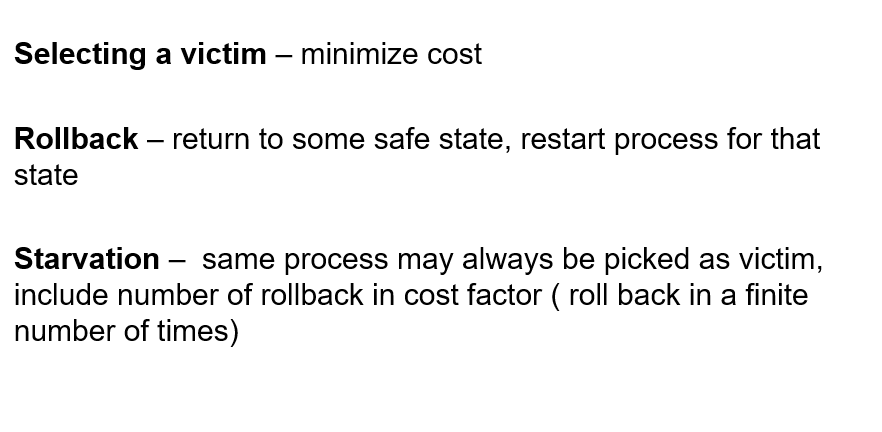 Selecting a victim – minimize cost
Rollback – return to some safe state, restart process for that
state
Starvation –  same process may always be picked as victim,
include number of rollback in cost factor ( roll back in a finite
number of times)